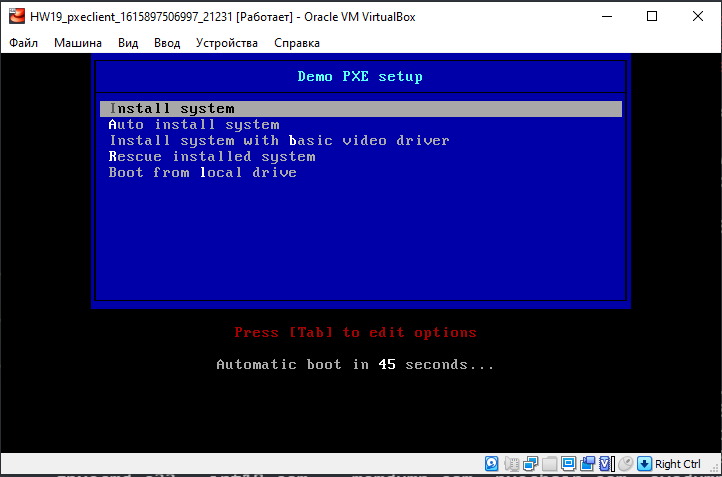 HW19_pxeclient_1615897506997_21231 [Работает] - Oracle VM VirtualBox
Файл Машина Вид Ввод Устройства Справка
Demo PXE setup
Install system
Auto install system
Install system with basic video driver
Rescue installed system
Boot from local drive
Press [Tab] to edit options
Automatic boot in 45 seconds...
Right Ctrl